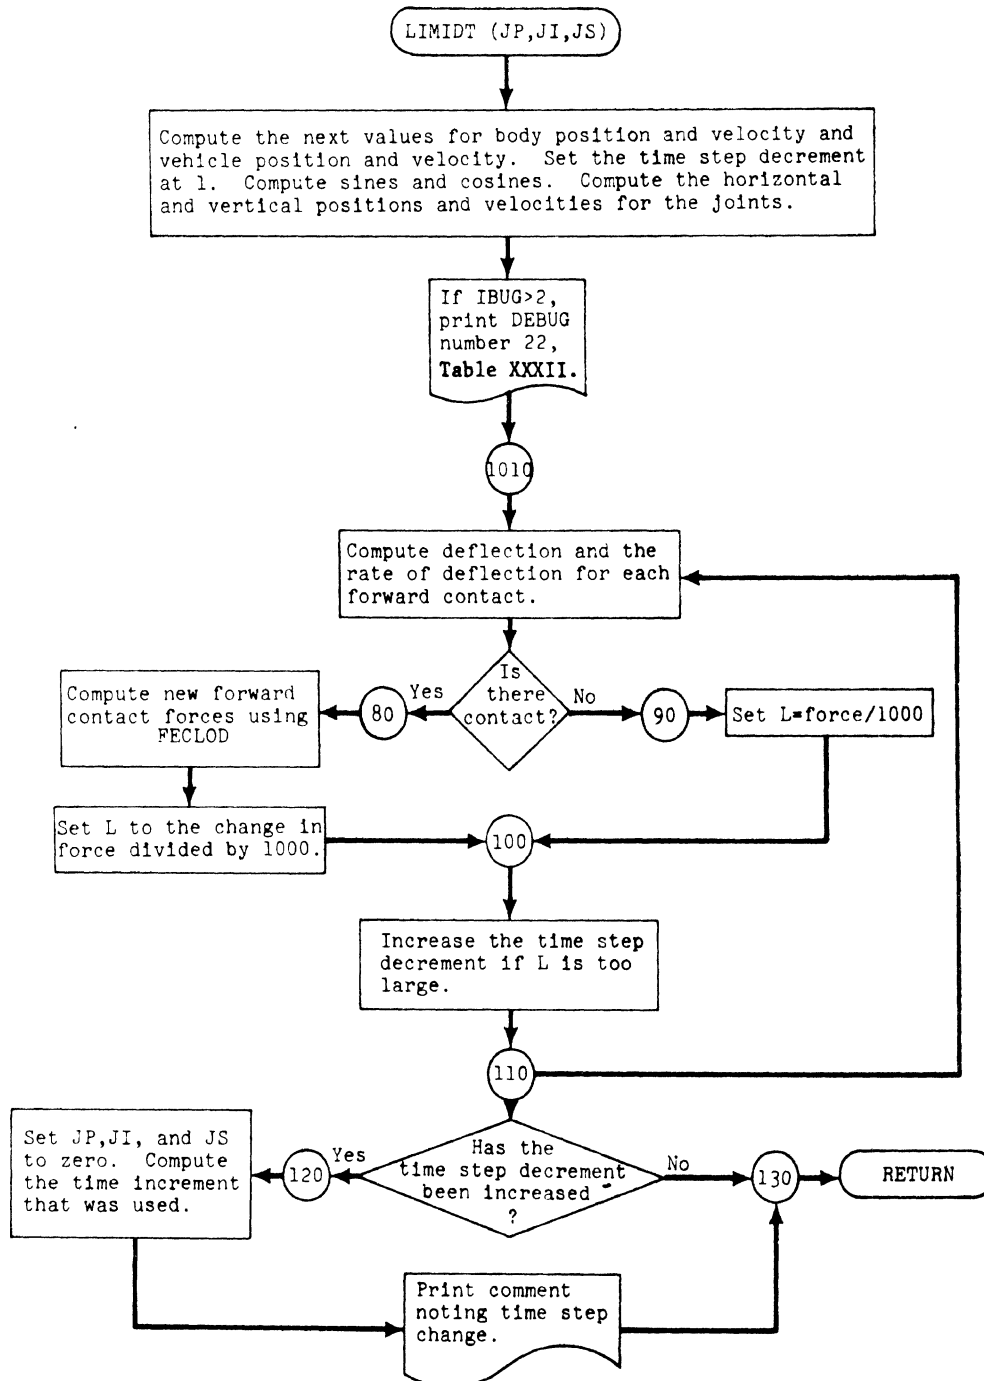 LIMIDT (JP,JI,JS)
Compute the next values for body position and velocity and
vehicle position and velocity. Set the time step decrement
at 1. Compute sines and cosines. Compute the horizontal
and vertical positions and velocities for the joints.
If IBUG>2,
print DEBUG
number 22,
Table XXXII.
1010
Compute deflection and the
rate of deflection for each
forward contact.
Is
there
contact?
Yes
No
80
90
Compute new forward
contact forces using
FECLOD
Set L=force/1000
Set L to the change in
force divided by 1000.
100
Increase the time step
decrement if L is too
large.
110
Has the
time step decrement
been increased
?
Yes
No
120
130
RETURN
Set JP,JI, and JS
to zero. Compute
the time increment
that was used.
Print comment
noting time step
change.